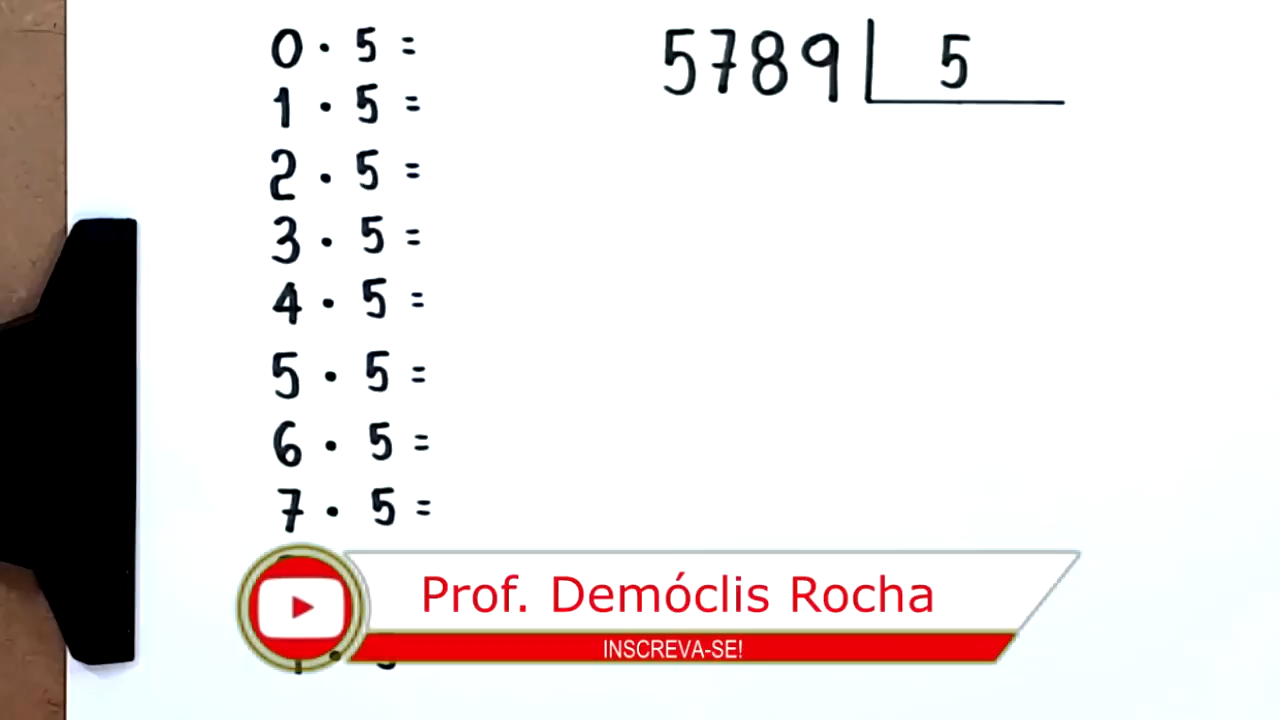 0 · 5 =
1 · 5 =
2 · 5 =
3 · 5 =
4 · 5 =
5 · 5 =
6 · 5 =
7 · 5 =
5789 5
Prof. Demóclis Rocha
INSCREVA-SE!